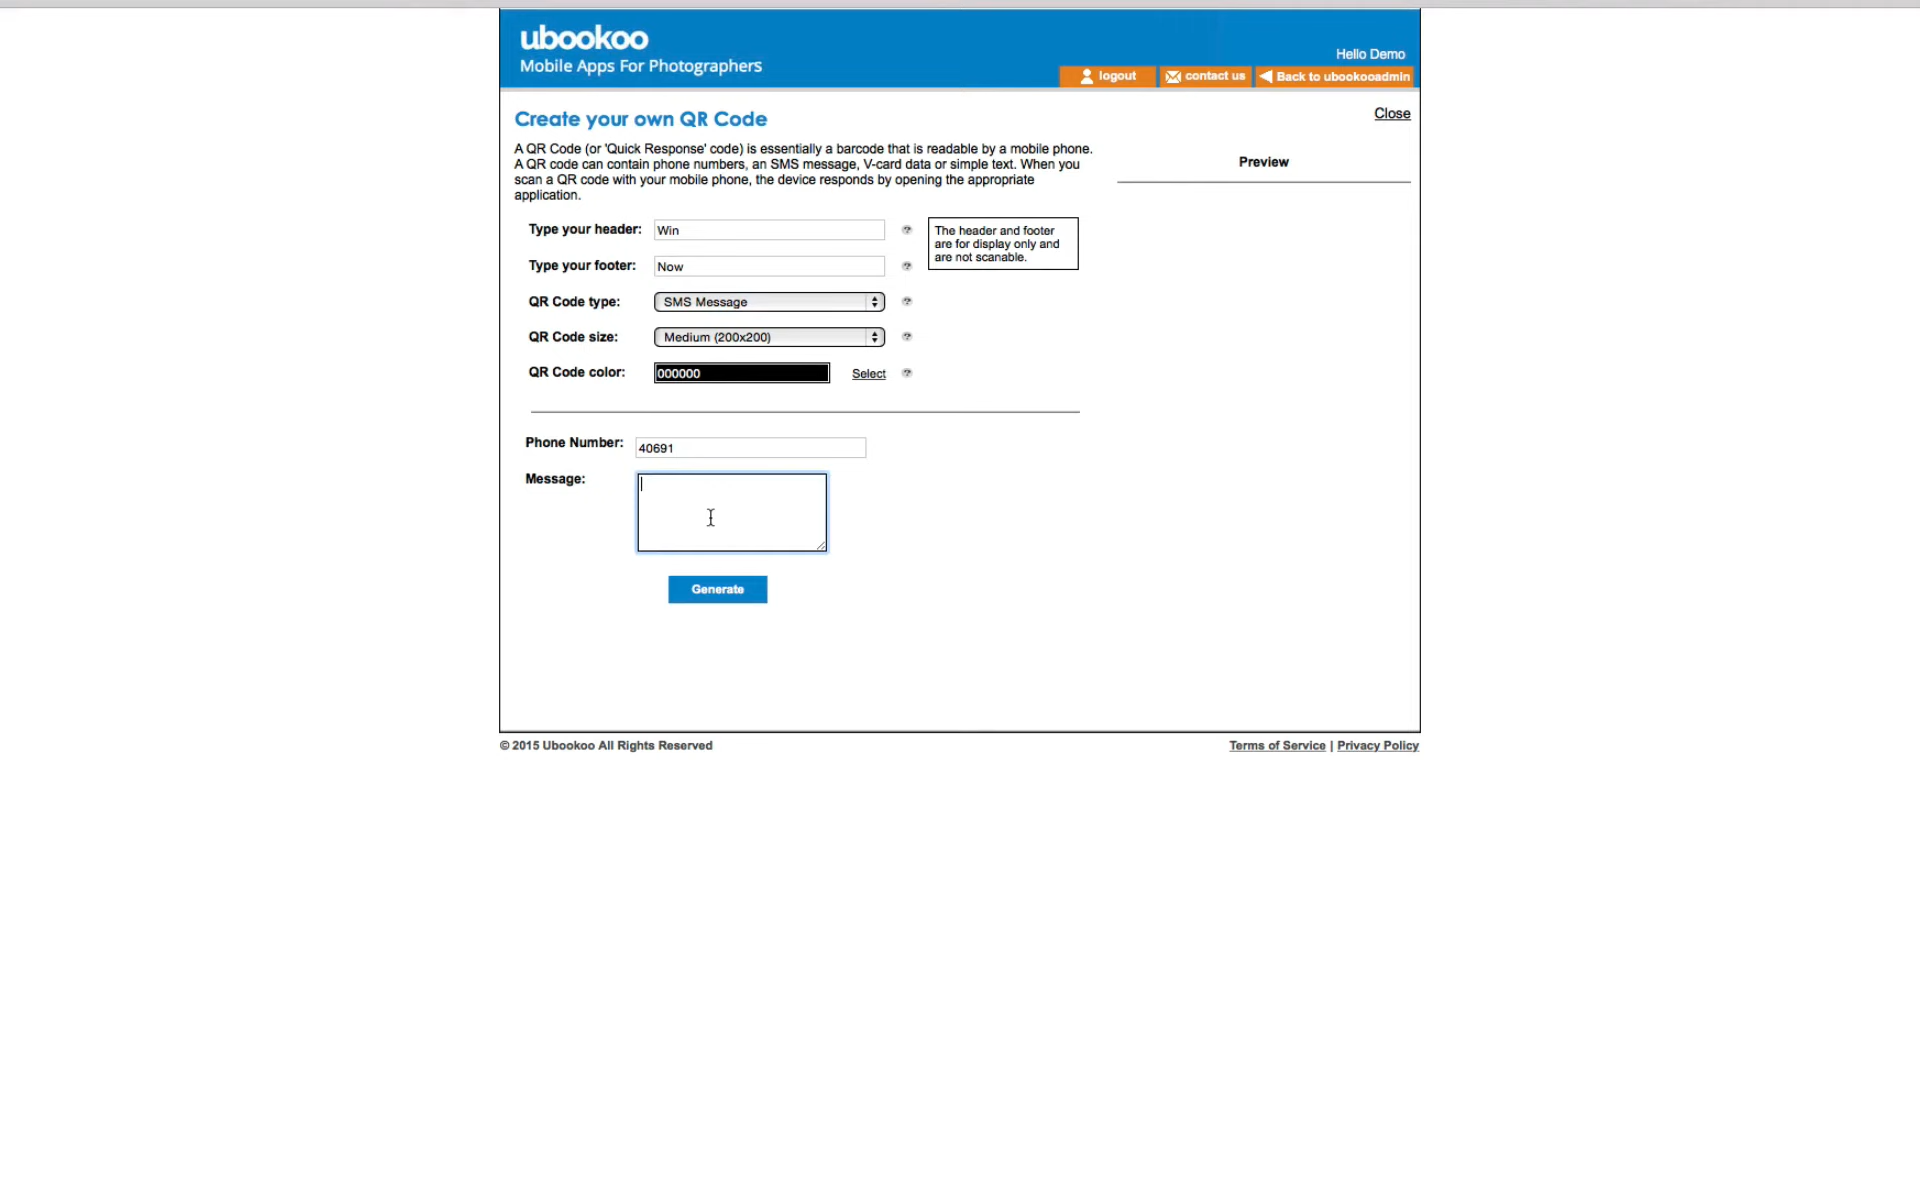 ubookoo
Mobile Apps For Photographers
Hello Demo
logout
contact us
Back to ubookooadmin
Create your own QR Code
Close
A QR Code (or 'Quick Response' code) is essentially a barcode that is readable by a mobile phone.
A QR code can contain phone numbers, an SMS message, V-card data or simple text. When you
scan a QR code with your mobile phone, the device responds by opening the appropriate
application.
Preview
Type your header:
Win
?
The header and footer
are for display only and
are not scanable.
Type your footer:
Now
?
QR Code type:
SMS Message
?
QR Code size:
Medium (200x200)
?
QR Code color:
000000
Select
?
Phone Number:
40691
Message:
Generate
© 2015 Ubookoo All Rights Reserved
Terms of Service | Privacy Policy